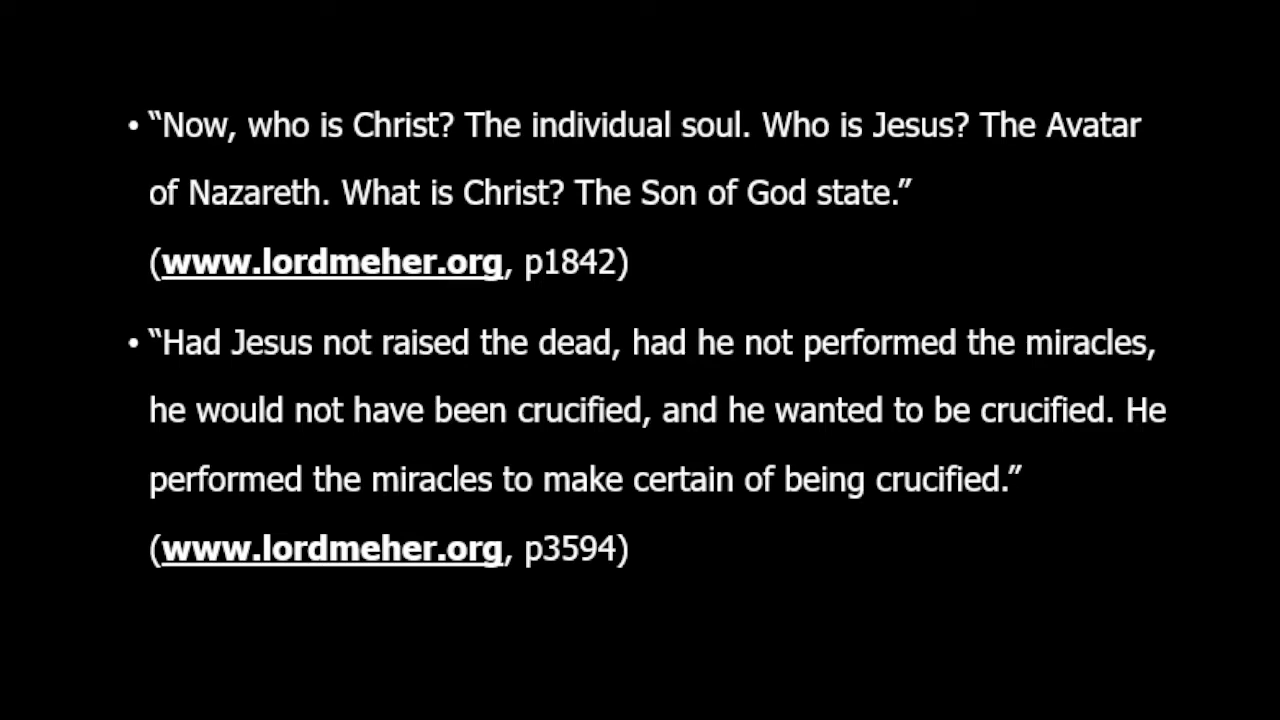 • “Now, who is Christ? The individual soul. Who is Jesus? The Avatar
of Nazareth. What is Christ? The Son of God state.”
(www.lordmeher.org, p1842)
• “Had Jesus not raised the dead, had he not performed the miracles,
he would not have been crucified, and he wanted to be crucified. He
performed the miracles to make certain of being crucified.”
(www.lordmeher.org, p3594)